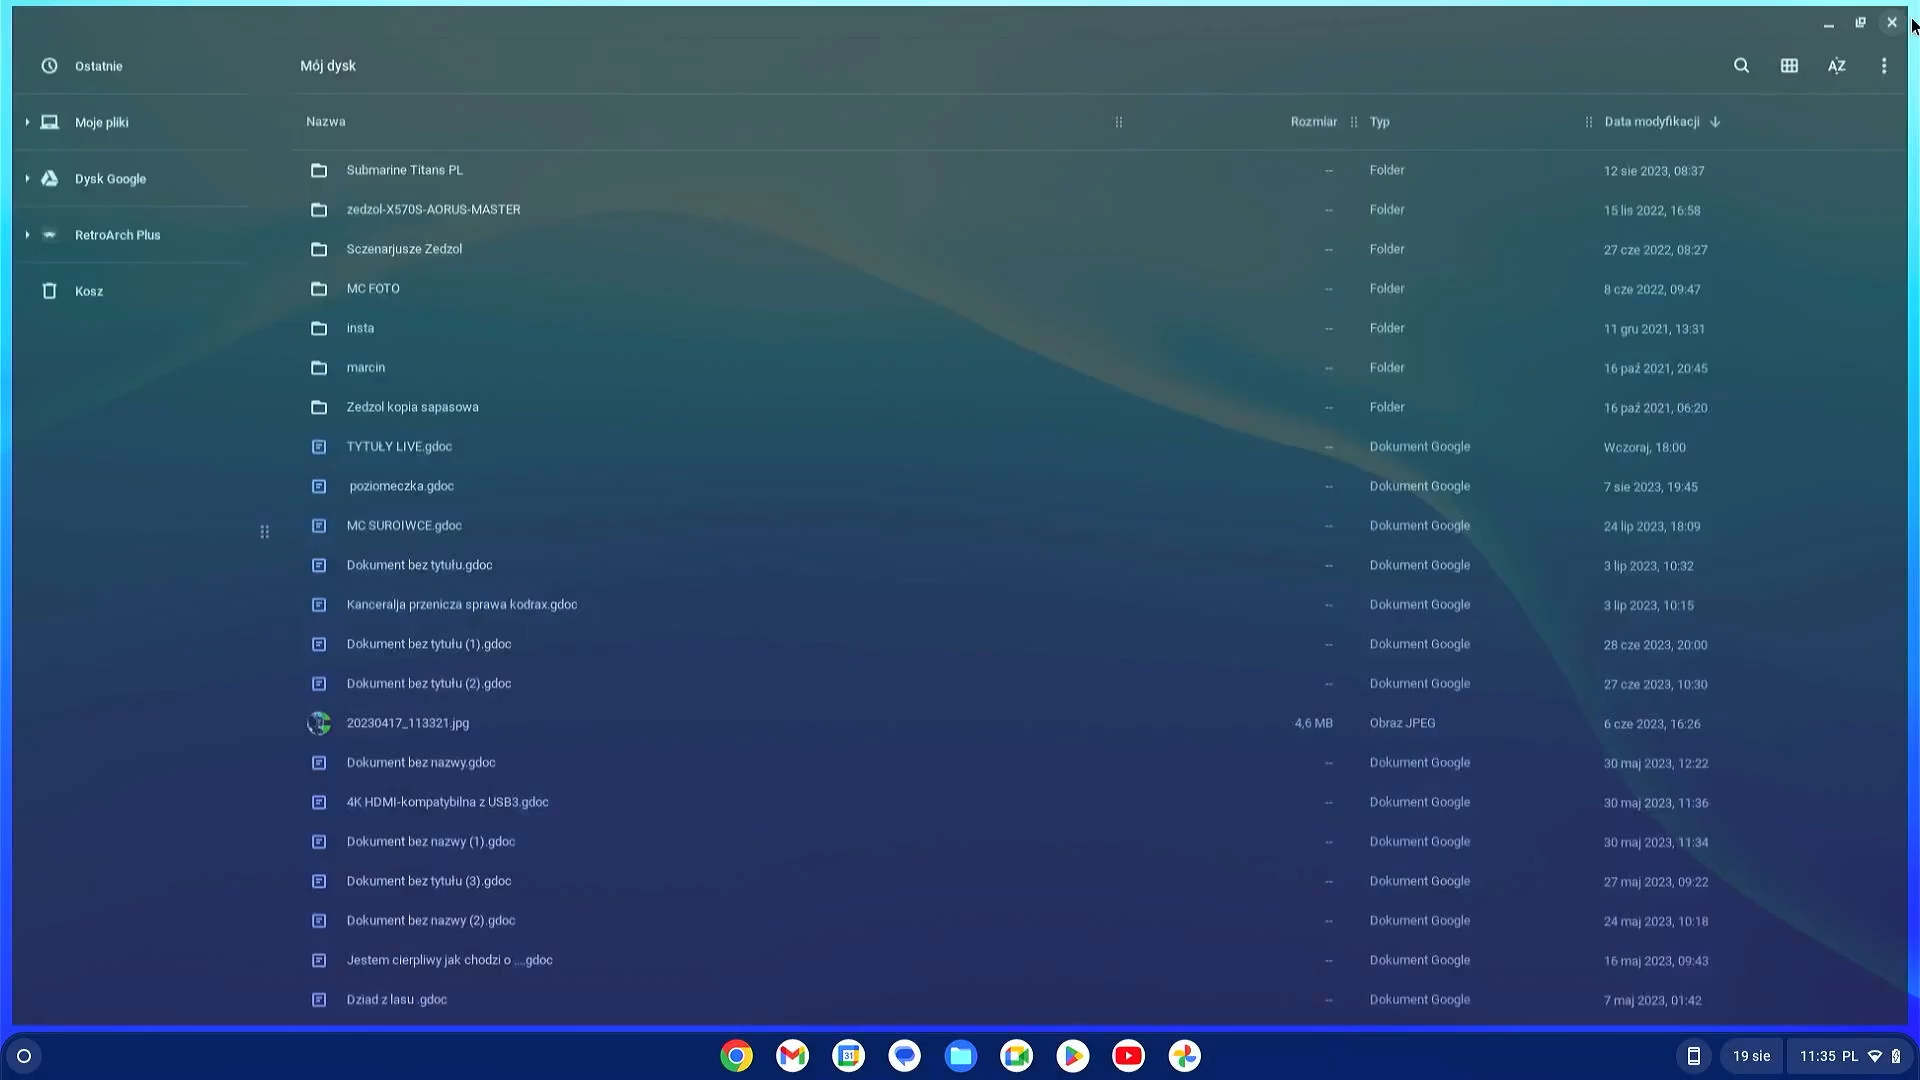 Ostatnie
Mój dysk
Moje pliki
Dysk Google
RetroArch Plus
Kosz
Nazwa Rozmiar Typ Data modyfikacji
Submarine Titans PL -- Folder 12 sie 2023, 08:37
zedzol-X570S-AORUS-MASTER -- Folder 15 lis 2022, 16:58
Sczenarjusze Zedzol -- Folder 27 cze 2022, 08:27
MC FOTO -- Folder 8 cze 2022, 09:47
insta -- Folder 11 gru 2021, 13:31
marcin -- Folder 16 paź 2021, 20:45
Zedzol kopia sapasowa -- Folder 16 paź 2021, 06:20
TYTUŁY LIVE.gdoc -- Dokument Google Wczoraj, 18:00
poziomeczka.gdoc -- Dokument Google 7 sie 2023, 19:45
MC SUROIWCE.gdoc -- Dokument Google 24 lip 2023, 18:09
Dokument bez tytułu.gdoc -- Dokument Google 3 lip 2023, 10:32
Kanceralja przenicza sprawa kodrax.gdoc -- Dokument Google 3 lip 2023, 10:15
Dokument bez tytułu (1).gdoc -- Dokument Google 28 cze 2023, 20:00
Dokument bez tytułu (2).gdoc -- Dokument Google 27 cze 2023, 10:30
20230417_113321.jpg 4,6 MB Obraz JPEG 6 cze 2023, 16:26
Dokument bez nazwy.gdoc -- Dokument Google 30 maj 2023, 12:22
4K HDMI-kompatybilna z USB3.gdoc -- Dokument Google 30 maj 2023, 11:36
Dokument bez nazwy (1).gdoc -- Dokument Google 30 maj 2023, 11:34
Dokument bez tytułu (3).gdoc -- Dokument Google 27 maj 2023, 09:22
Dokument bez nazwy (2).gdoc -- Dokument Google 24 maj 2023, 10:18
Jestem cierpliwy jak chodzi o ....gdoc -- Dokument Google 16 maj 2023, 09:43
Dziad z lasu .gdoc -- Dokument Google 7 maj 2023, 01:42
31
19 sie
11:35 PL